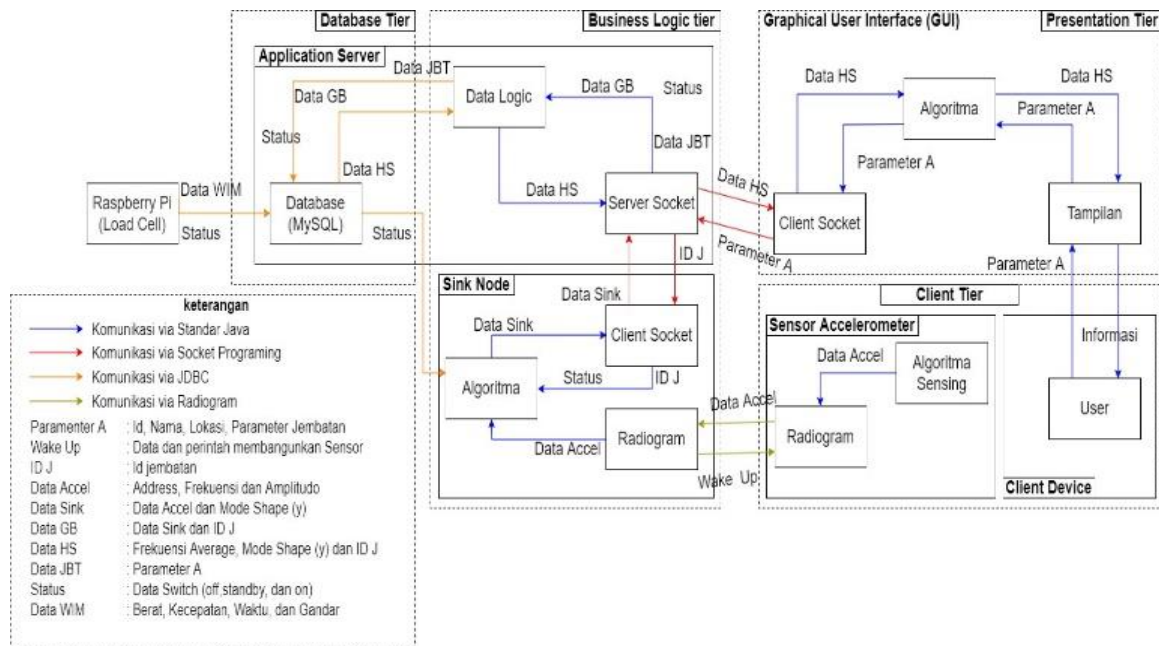 Database Tier
Business Logic tier
Graphical User Interface (GUI)
Presentation Tier
Application Server
Data JBT
Data GB
Status
Data HS
Data Logic
Data GB
Status
Data JBT
Data HS
Server Socket
Data WIM
Status
Raspberry Pi
(Load Cell)
Database
(MySQL)
Status
Data HS
Parameter A
ID J
Data HS
Algoritma
Data HS
Parameter A
Parameter A
Client Socket
Tampilan
Parameter A
Sink Node
Data Sink
Data Sink
Client Socket
Status
ID J
Algoritma
Data Accel
Radiogram
Data Accel
Wake Up
Client Tier
Sensor Accelerometer
Data Accel
Algoritma
Sensing
Radiogram
Informasi
User
Client Device
keterangan
Komunikasi via Standar Java
Komunikasi via Socket Programing
Komunikasi via JDBC
Komunikasi via Radiogram
Paramenter A : Id, Nama, Lokasi, Parameter Jembatan
Wake Up : Data dan perintah membangunkan Sensor
ID J : Id jembatan
Data Accel : Address, Frekuensi dan Amplitudo
Data Sink : Data Accel dan Mode Shape (y)
Data GB : Data Sink dan ID J
Data HS : Frekuensi Average, Mode Shape (y) dan ID J
Data JBT : Parameter A
Status : Data Switch (off,standby, dan on)
Data WIM : Berat, Kecepatan, Waktu, dan Gandar